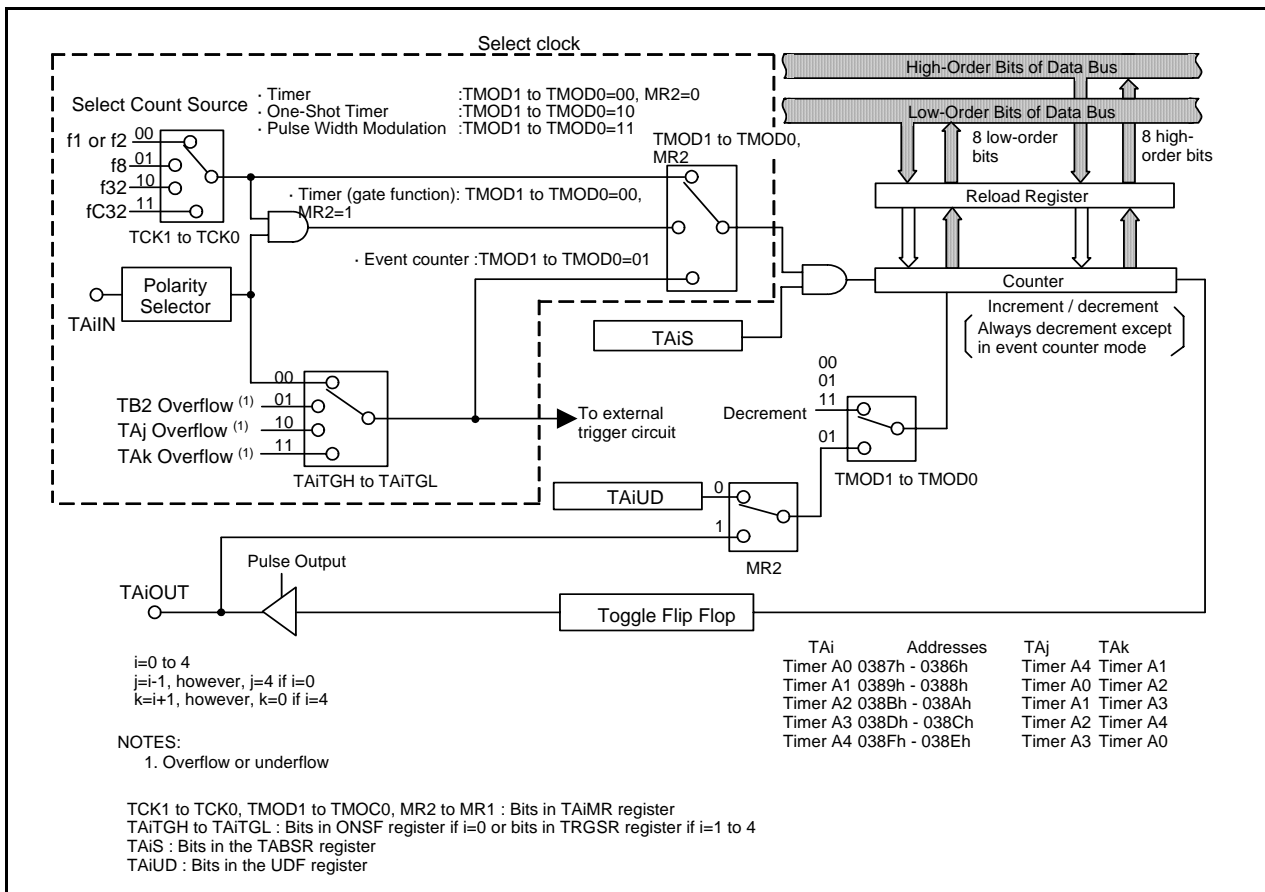 Select clock
High-Order Bits of Data Bus
Select Count Source
· Timer :TMOD1 to TMOD0=00, MR2=0
· One-Shot Timer :TMOD1 to TMOD0=10
· Pulse Width Modulation :TMOD1 to TMOD0=11
Low-Order Bits of Data Bus
f1 or f2 00
f8 01
f32 10
fC32 11
TCK1 to TCK0
TMOD1 to TMOD0,
MR2
8 low-order
bits
8 high-
order bits
· Timer (gate function): TMOD1 to TMOD0=00,
MR2=1
Reload Register
· Event counter :TMOD1 to TMOD0=01
Polarity
Selector
TAiIN
Counter
Increment / decrement
Always decrement except
in event counter mode
TAiS
00
TB2 Overflow (1) 01
TAj Overflow (1) 10
TAk Overflow (1) 11
TAiTGH to TAiTGL
To external
trigger circuit
00
01
Decrement 11
01
TMOD1 to TMOD0
TAiUD 0
1
MR2
Pulse Output
TAiOUT
Toggle Flip Flop
i=0 to 4
j=i-1, however, j=4 if i=0
k=i+1, however, k=0 if i=4
TAi Addresses TAj TAk
Timer A0 0387h - 0386h Timer A4 Timer A1
Timer A1 0389h - 0388h Timer A0 Timer A2
Timer A2 038Bh - 038Ah Timer A1 Timer A3
Timer A3 038Dh - 038Ch Timer A2 Timer A4
Timer A4 038Fh - 038Eh Timer A3 Timer A0
NOTES:
1. Overflow or underflow
TCK1 to TCK0, TMOD1 to TMOC0, MR2 to MR1 : Bits in TAiMR register
TAiTGH to TAiTGL : Bits in ONSF register if i=0 or bits in TRGSR register if i=1 to 4
TAiS : Bits in the TABSR register
TAiUD : Bits in the UDF register